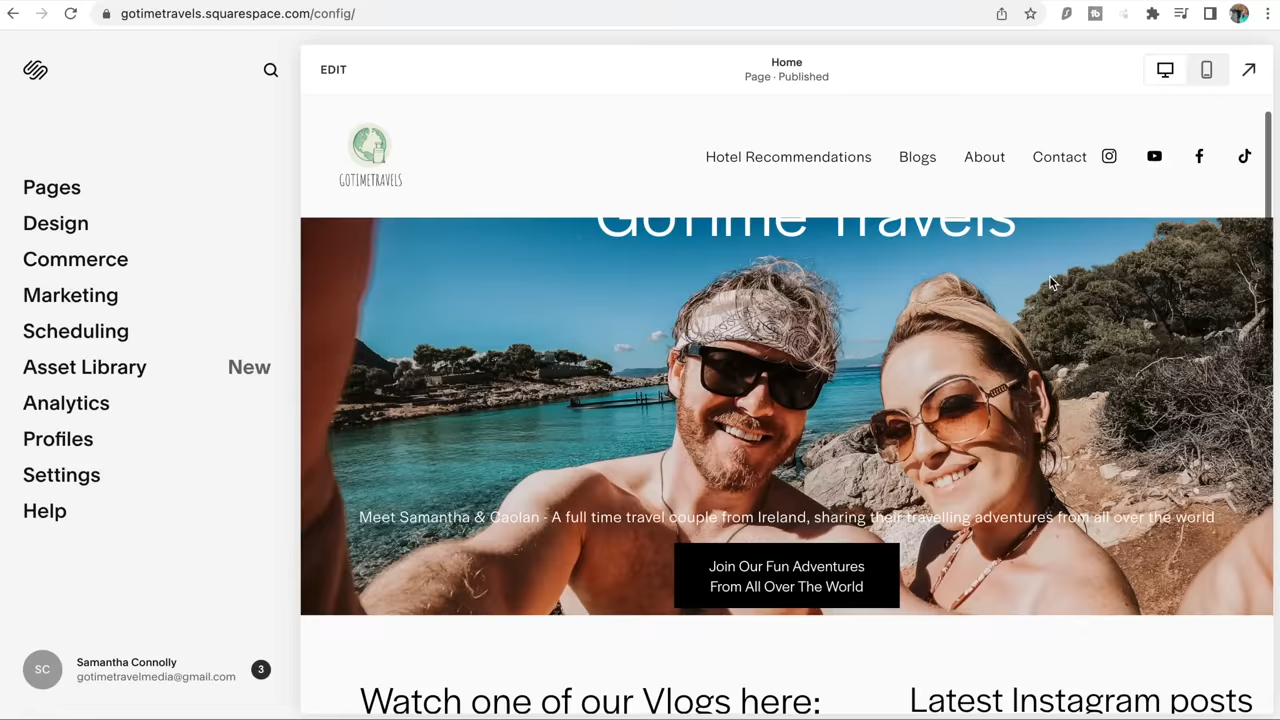 gotimetravels.squarespace.com/config/
EDIT
Home
Page · Published
GOTIMETRAVELS
Hotel Recommendations Blogs About Contact
Pages
Design
Commerce
Marketing
Scheduling
Asset Library New
Analytics
Profiles
Settings
Help
SC
Samantha Connolly
gotimetravelmedia@gmail.com
3
GoTime Travels
Meet Samantha & Caolan - A full time travel couple from Ireland, sharing their travelling adventures from all over the world
Join Our Fun Adventures
From All Over The World
Watch one of our Vlogs here:
Latest Instagram posts